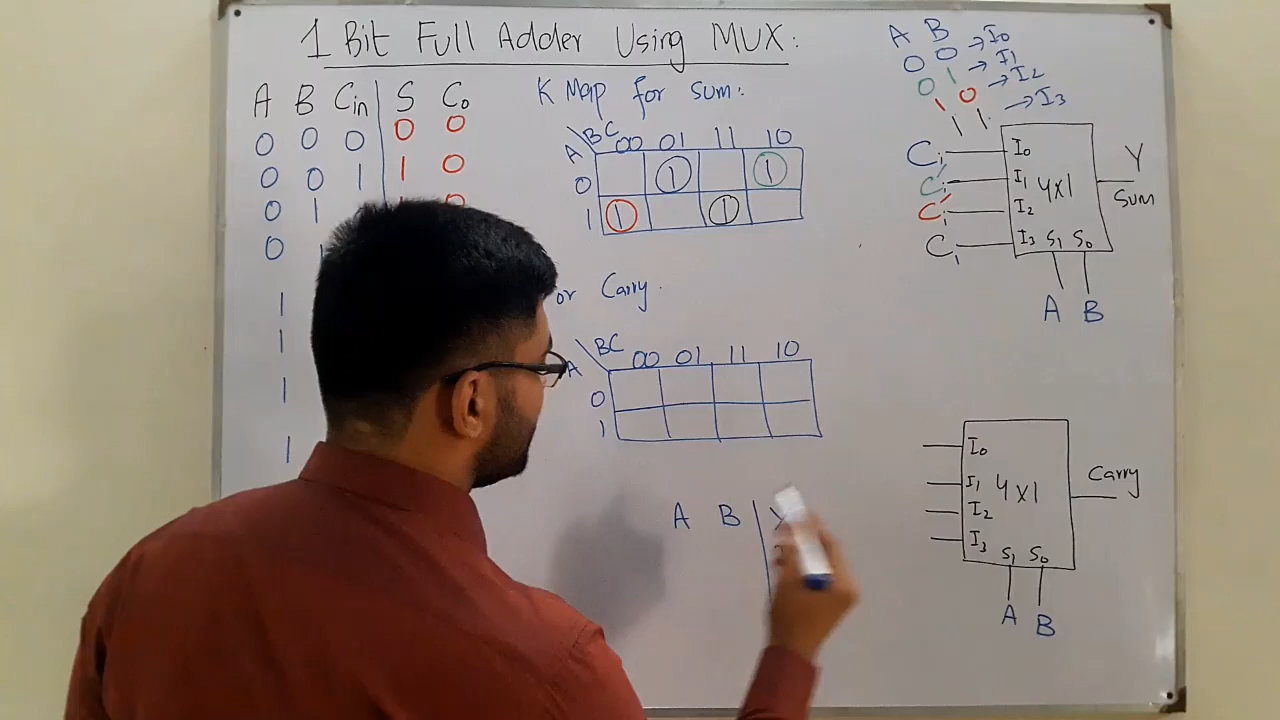 1 Bit Full Adder Using MUX:
A B Cin S Co
0 0 0 0 0
0 0 1 1 0
0 1
0
1
1
1
1
K Map for Sum:
A BC 00 01 11 10
0 1 1
1 1 1
or Carry.
A BC 00 01 11 10
0
1
A B Y
A B
0 0 → I0
0 1 → I1
1 0 → I2
1 1 → I3
Ci I0
Ci I1 4x1 Y
Ci' I2 Sum
Ci I3 S1 S0
A B
I0
I1 4x1 Carry
I2
I3 S1 S0
A B